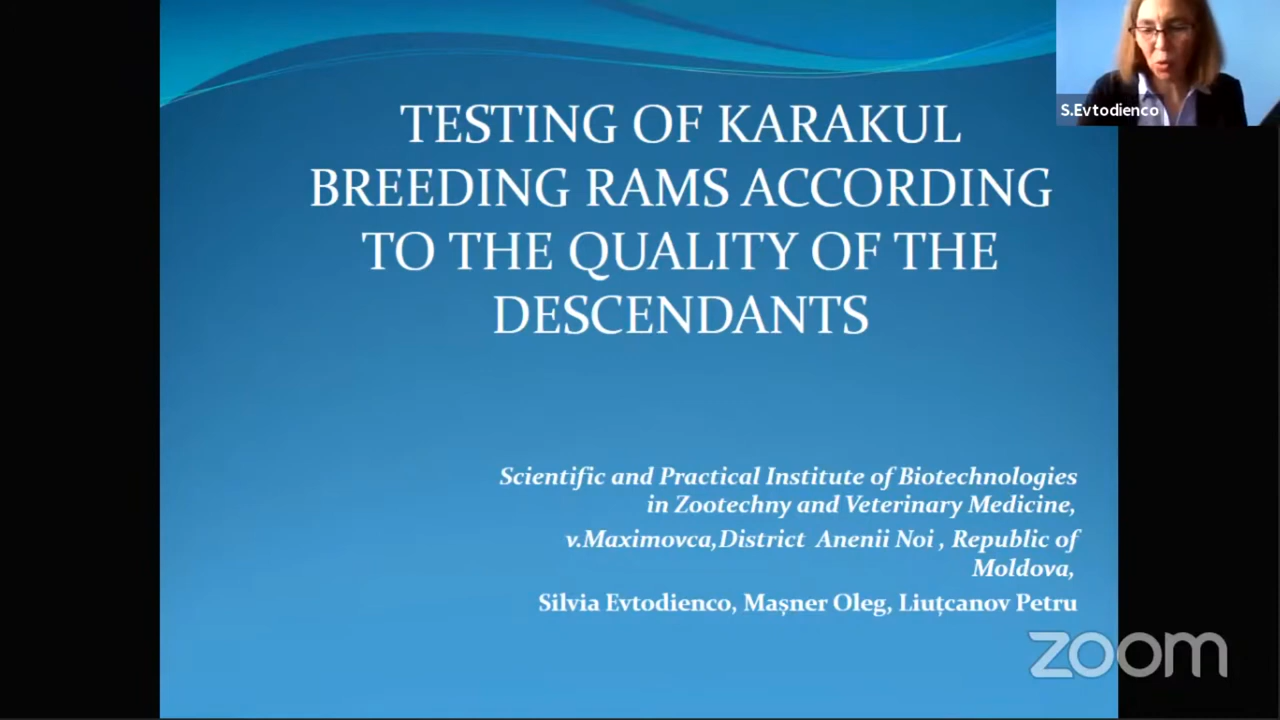 S.Evtodienco
TESTING OF KARAKUL
BREEDING RAMS ACCORDING
TO THE QUALITY OF THE
DESCENDANTS
Scientific and Practical Institute of Biotechnologies
in Zootechny and Veterinary Medicine,
v.Maximovca,District Anenii Noi , Republic of
Moldova,
Silvia Evtodienco, Mașner Oleg, Liuțcanov Petru
zoom